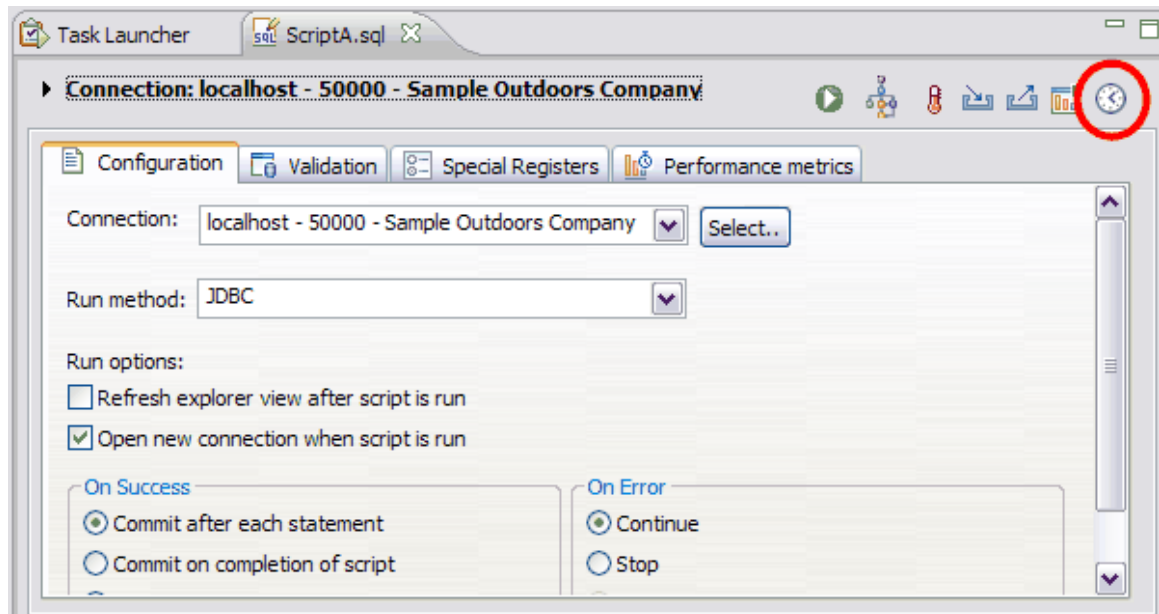 Task Launcher ScriptA.sql
Connection: localhost - 50000 - Sample Outdoors Company
Configuration Validation Special Registers Performance metrics
Connection: localhost - 50000 - Sample Outdoors Company Select..
Run method: JDBC
Run options:
Refresh explorer view after script is run
Open new connection when script is run
On Success On Error
Commit after each statement Continue
Commit on completion of script Stop